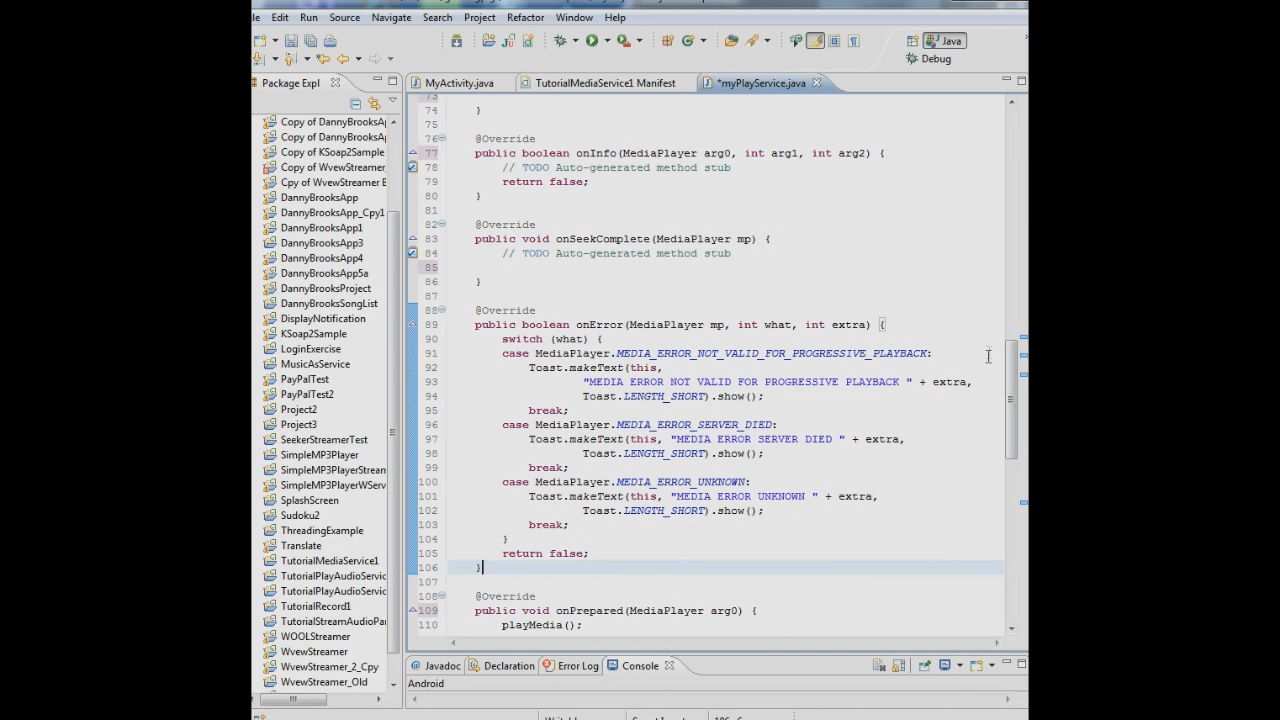 le Edit Run Source Navigate Search Project Refactor Window Help
Java
Debug
Package Expl
MyActivity.java
TutorialMediaService1 Manifest
*myPlayService.java
Copy of DannyBrooksAp
Copy of DannyBrooksAp
Copy of KSoap2Sample
Copy of WvewStreamer_
Cpy of WvewStreamer B
DannyBrooksApp
DannyBrooksApp_Cpy1
DannyBrooksApp1
DannyBrooksApp3
DannyBrooksApp4
DannyBrooksApp5a
DannyBrooksProject
DannyBrooksSongList
DisplayNotification
KSoap2Sample
LoginExercise
MusicAsService
PayPalTest
PayPalTest2
Project2
Project3
SeekerStreamerTest
SimpleMP3Player
SimpleMP3PlayerStream
SimpleMP3PlayerWServ
SplashScreen
Sudoku2
ThreadingExample
Translate
TutorialMediaService1
TutorialPlayAudioServic
TutorialPlayAudioServic
TutorialRecord1
TutorialStreamAudioPar
WOOLStreamer
WvewStreamer
WvewStreamer_2_Cpy
WvewStreamer_Old
73
74 }
75
76 @Override
77 public boolean onInfo(MediaPlayer arg0, int arg1, int arg2) {
78 // TODO Auto-generated method stub
79 return false;
80 }
81
82 @Override
83 public void onSeekComplete(MediaPlayer mp) {
84 // TODO Auto-generated method stub
85
86 }
87
88 @Override
89 public boolean onError(MediaPlayer mp, int what, int extra) {
90 switch (what) {
91 case MediaPlayer.MEDIA_ERROR_NOT_VALID_FOR_PROGRESSIVE_PLAYBACK:
92 Toast.makeText(this,
93 "MEDIA ERROR NOT VALID FOR PROGRESSIVE PLAYBACK " + extra,
94 Toast.LENGTH_SHORT).show();
95 break;
96 case MediaPlayer.MEDIA_ERROR_SERVER_DIED:
97 Toast.makeText(this, "MEDIA ERROR SERVER DIED " + extra,
98 Toast.LENGTH_SHORT).show();
99 break;
100 case MediaPlayer.MEDIA_ERROR_UNKNOWN:
101 Toast.makeText(this, "MEDIA ERROR UNKNOWN " + extra,
102 Toast.LENGTH_SHORT).show();
103 break;
104 }
105 return false;
106 }
107
108 @Override
109 public void onPrepared(MediaPlayer arg0) {
110 playMedia();
Javadoc Declaration Error Log Console
Android